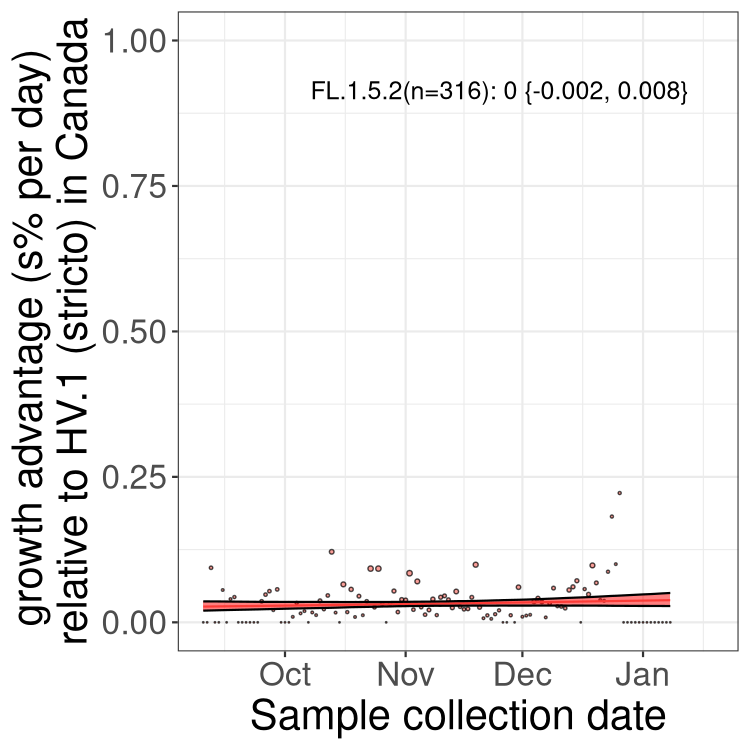 growth advantage (s% per day)
relative to HV.1 (stricto) in Canada
1.00
0.75
0.50
0.25
0.00
FL.1.5.2(n=316): 0 {-0.002, 0.008}
Oct Nov Dec Jan
Sample collection date